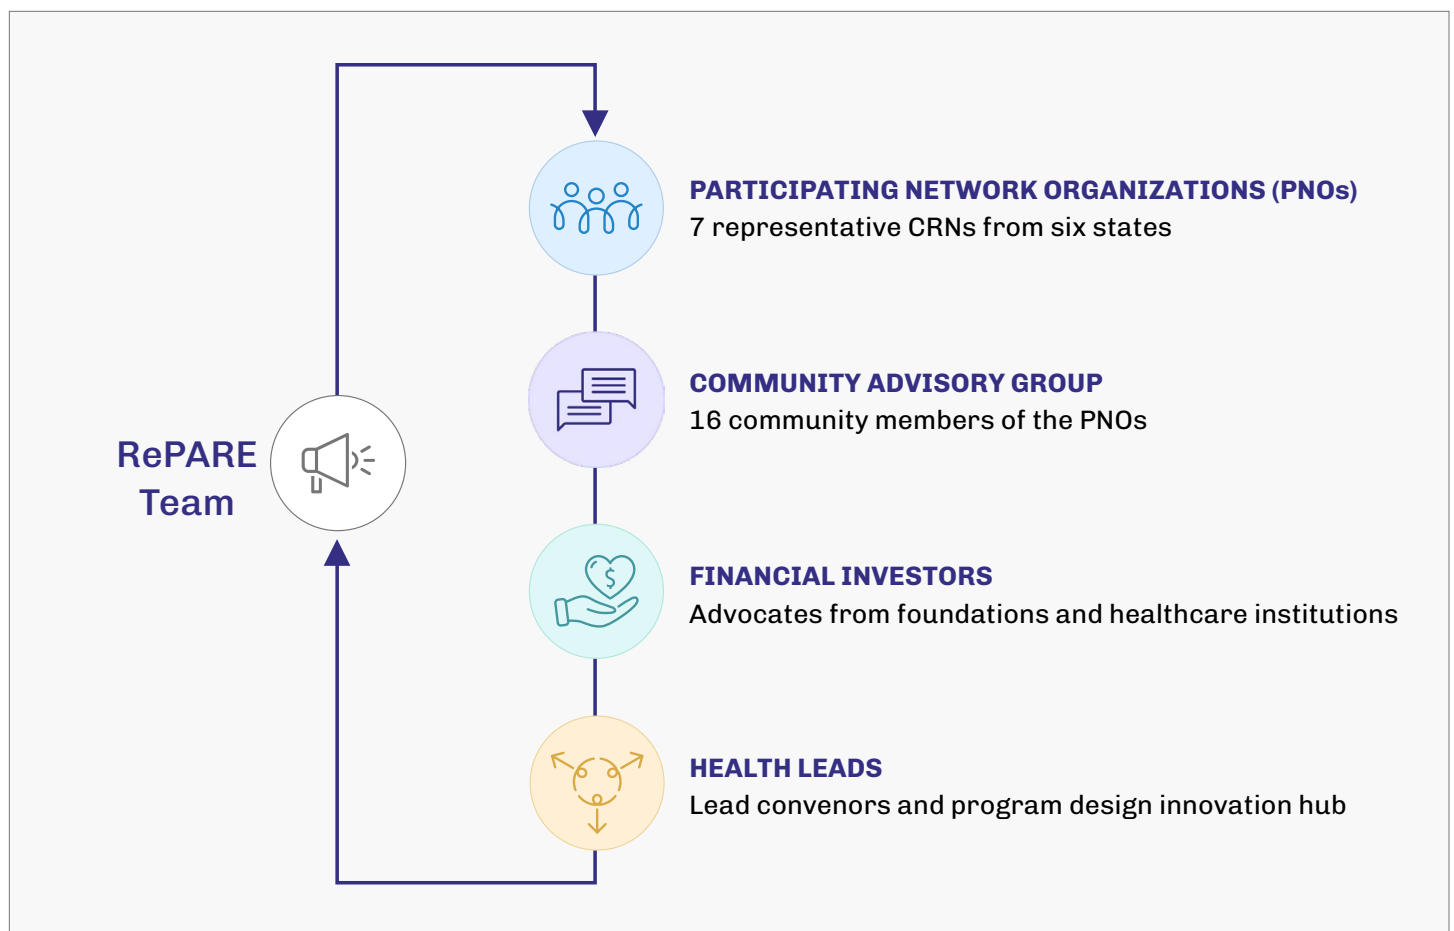 PARTICIPATING NETWORK ORGANIZATIONS (PNOs)
7 representative CRNs from six states
COMMUNITY ADVISORY GROUP
16 community members of the PNOs
RePARE
Team
FINANCIAL INVESTORS
$
Advocates from foundations and healthcare institutions
HEALTH LEADS
Lead convenors and program design innovation hub